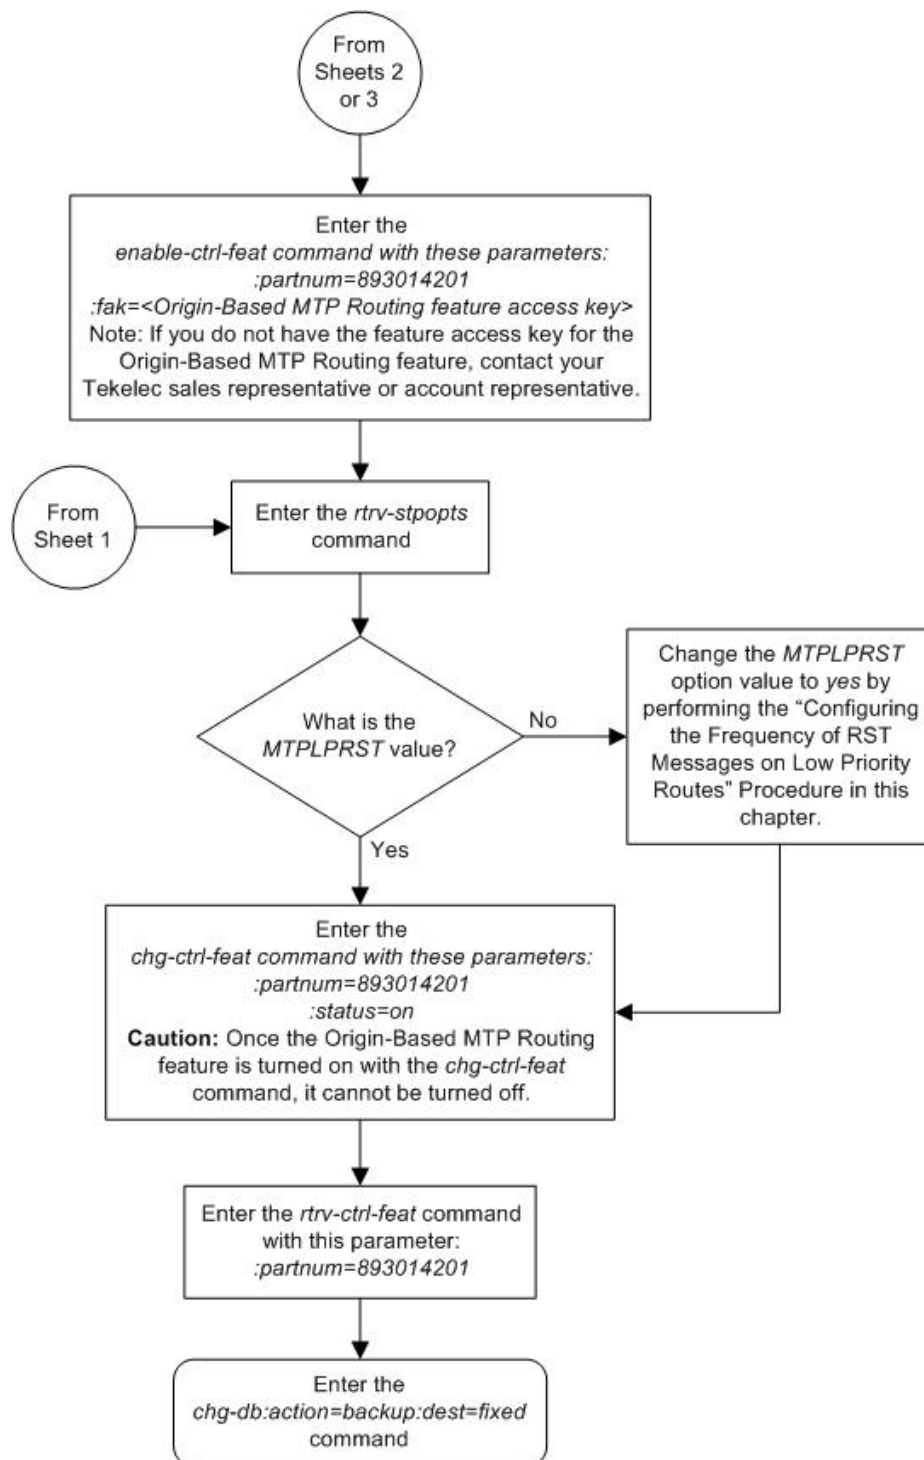 From
Sheets 2
or 3
Enter the
enable-ctrl-feat command with these parameters:
:partnum=893014201
:fak=<Origin-Based MTP Routing feature access key>
Note: If you do not have the feature access key for the
Origin-Based MTP Routing feature, contact your
Tekelec sales representative or account representative.
From
Sheet 1
Enter the rtrv-stpopts
command
What is the
MTPLPRST value?
No
Change the MTPLPRST
option value to yes by
performing the “Configuring
the Frequency of RST
Messages on Low Priority
Routes" Procedure in this
chapter.
Yes
Enter the
chg-ctrl-feat command with these parameters:
:partnum=893014201
:status=on
Caution: Once the Origin-Based MTP Routing
feature is turned on with the chg-ctrl-feat
command, it cannot be turned off.
Enter the rtrv-ctrl-feat command
with this parameter:
:partnum=893014201
Enter the
chg-db:action=backup:dest=fixed
command